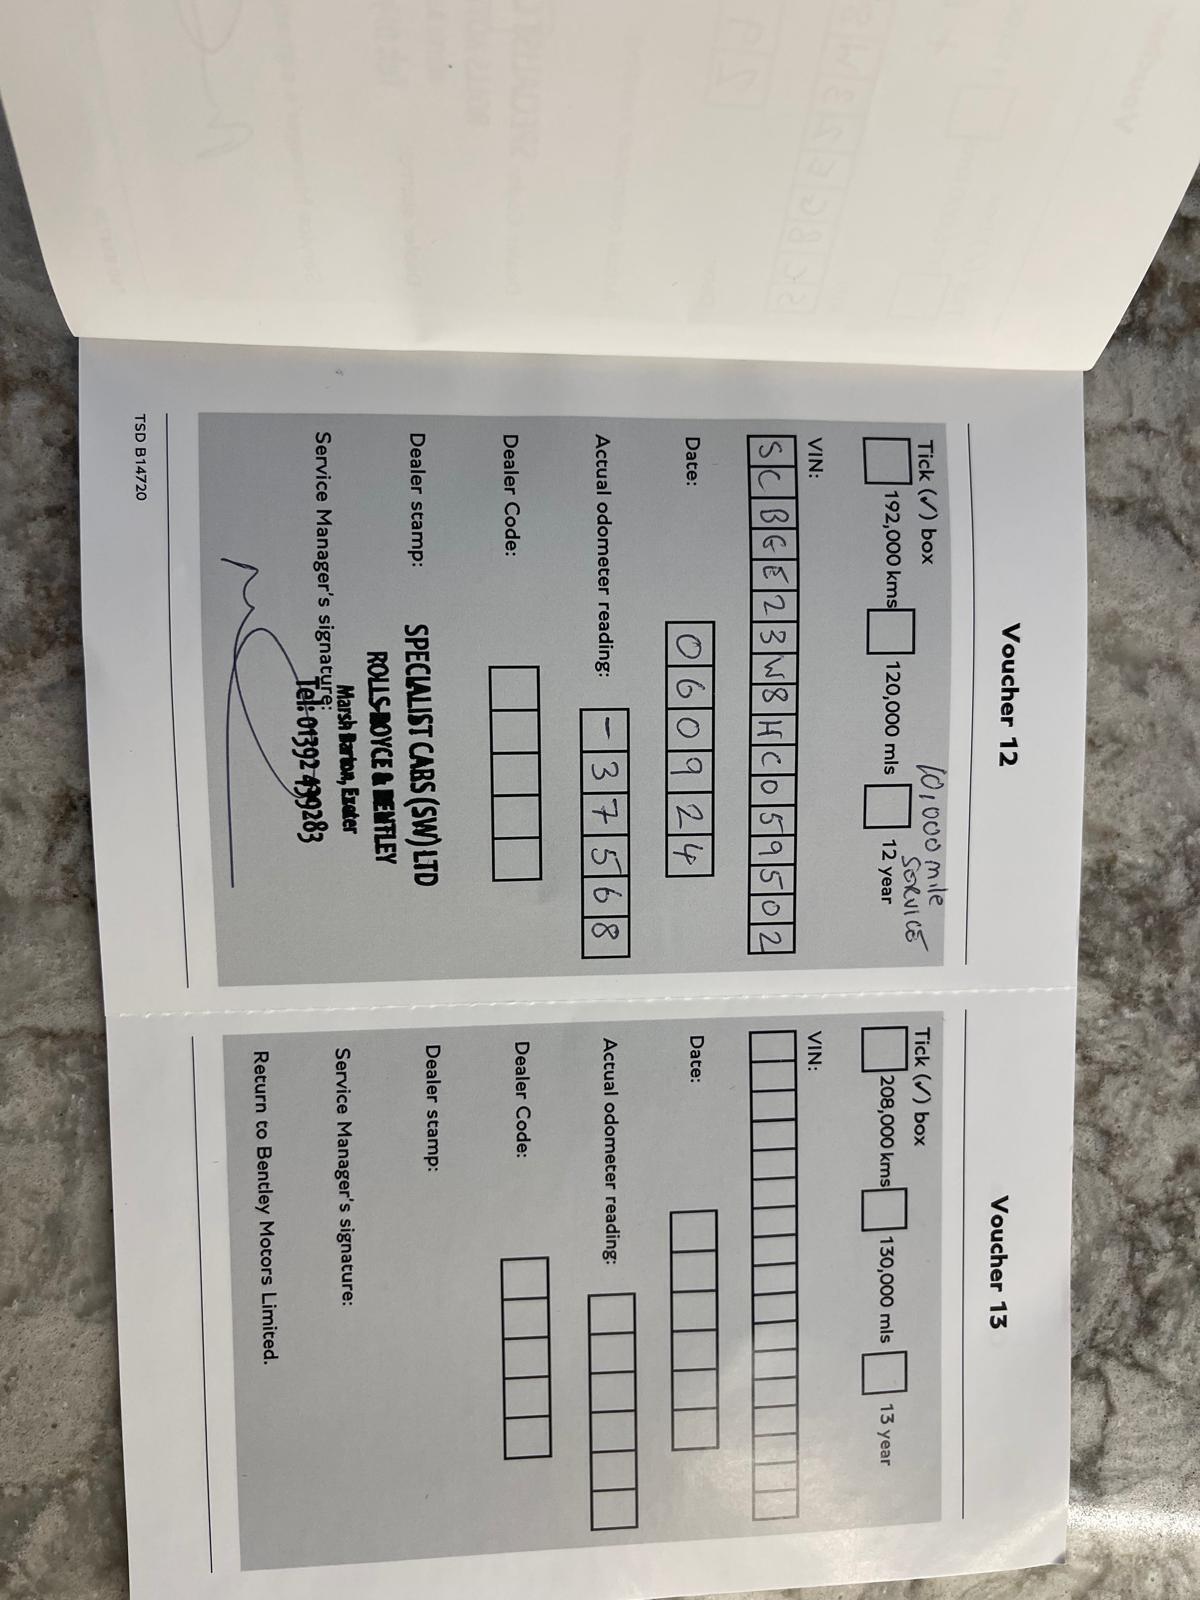 Voucher 12
10,000 mile
SERVICE
Tick (✓) box
192,000 kms
120,000 mls
12 year
VIN:
SCBGE23W8HC059502
Date:
060924
Actual odometer reading:
-37568
Dealer Code:
Dealer stamp:
SPECIALIST CARS (SW) LTD
ROLLS-ROYCE & BENTLEY
Marsh Barton, Exeter
Tel: 01392 499283
Service Manager's signature:
TSD B14720
Voucher 13
Tick (✓) box
208,000 kms
130,000 mls
13 year
VIN:
Date:
Actual odometer reading:
Dealer Code:
Dealer stamp:
Service Manager's signature:
Return to Bentley Motors Limited.